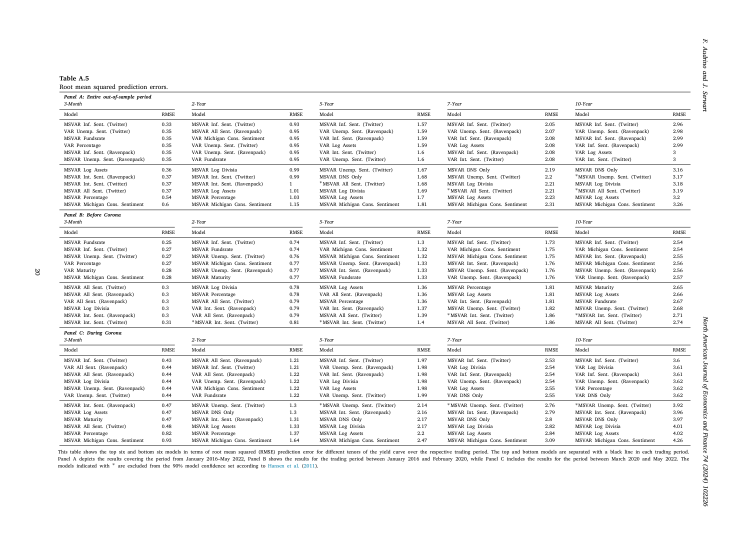 F. Audrino and J. Serwart
Table A.5
Root mean squared prediction errors.
Panel A: Entire out-of-sample period
3-Month 2-Year 5-Year 7-Year 10-Year
Model RMSE Model RMSE Model RMSE Model RMSE Model RMSE
MSVAR Inf. Sent. (Twitter) 0.33 MSVAR Inf. Sent. (Twitter) 0.93 MSVAR Inf. Sent. (Twitter) 1.57 MSVAR Inf. Sent. (Twitter) 2.05 MSVAR Inf. Sent. (Twitter) 2.96
VAR Unemp. Sent. (Twitter) 0.35 MSVAR All Sent. (Ravenpack) 0.95 VAR Unemp. Sent. (Ravenpack) 1.59 VAR Unemp. Sent. (Ravenpack) 2.07 VAR Unemp. Sent. (Ravenpack) 2.98
VAR Fundsrate 0.35 VAR Michigan Cons. Sentiment 0.95 VAR Inf. Sent. (Ravenpack) 1.59 VAR Inf. Sent. (Ravenpack) 2.08 VAR Inf. Sent. (Ravenpack) 2.99
VAR Percentage 0.35 VAR Unemp. Sent. (Ravenpack) 0.95 VAR Log Assets 1.59 VAR Log Assets 2.08 MSVAR Inf. Sent. (Ravenpack) 2.99
MSVAR Inf. Sent. (Ravenpack) 0.35 VAR Unemp. Sent. (Ravenpack) 0.95 VAR Int. Sent. (Twitter) 1.6 MSVAR Inf. Sent. (Ravenpack) 2.08 VAR Log Assets 3
MSVAR Unemp. Sent. (Ravenpack) 0.35 VAR Fundsrate 0.95 VAR Unemp. Sent. (Twitter) 1.6 VAR Int. Sent. (Twitter) 2.08 VAR Int. Sent. (Twitter) 3
MSVAR Log Assets 0.36 MSVAR Log Divisia 0.99 MSVAR Unemp. Sent. (Twitter) 1.67 MSVAR DNS Only 2.19 MSVAR DNS Only 3.16
MSVAR Int. Sent. (Ravenpack) 0.37 MSVAR Unemp. Sent. (Twitter) 0.99 MSVAR DNS Only 1.68 MSVAR Unemp. Sent. (Twitter) 2.2 *MSVAR Unemp. Sent. (Twitter) 3.17
MSVAR Int. Sent. (Twitter) 0.37 MSVAR Int. Sent. (Twitter) 1 *MSVAR All Sent. (Twitter) 1.68 MSVAR Log Divisia 2.21 MSVAR Log Divisia 3.18
MSVAR All Sent. (Twitter) 0.37 MSVAR Log Assets 1.01 MSVAR Log Divisia 1.69 *MSVAR All Sent. (Twitter) 2.21 *MSVAR All Sent. (Twitter) 3.19
MSVAR Percentage 0.54 MSVAR Percentage 1.03 MSVAR Log Assets 1.7 MSVAR Log Assets 2.23 MSVAR Log Assets 3.2
MSVAR Michigan Cons. Sentiment 0.6 MSVAR Michigan Cons. Sentiment 1.15 MSVAR Michigan Cons. Sentiment 1.81 MSVAR Michigan Cons. Sentiment 2.31 MSVAR Michigan Cons. Sentiment 3.26
Panel B: Before Corona
3-Month 2-Year 5-Year 7-Year 10-Year
Model RMSE Model RMSE Model RMSE Model RMSE Model RMSE
MSVAR Fundsrate 0.25 MSVAR Inf. Sent. (Twitter) 0.74 MSVAR Inf. Sent. (Twitter) 1.3 MSVAR Inf. Sent. (Twitter) 1.73 MSVAR Inf. Sent. (Twitter) 2.54
MSVAR Inf. Sent. (Twitter) 0.27 MSVAR Fundsrate 0.74 VAR Michigan Cons. Sentiment 1.32 VAR Michigan Cons. Sentiment 1.75 VAR Michigan Cons. Sentiment 2.54
MSVAR Unemp. Sent. (Twitter) 0.27 MSVAR Unemp. Sent. (Twitter) 0.76 MSVAR Michigan Cons. Sentiment 1.32 MSVAR Int. Sent. (Ravenpack) 1.75 MSVAR Int. Sent. (Ravenpack) 2.55
VAR Percentage 0.27 MSVAR Michigan Cons. Sentiment 0.77 MSVAR Unemp. Sent. (Ravenpack) 1.33 MSVAR Michigan Cons. Sentiment 1.76 MSVAR Michigan Cons. Sentiment 2.56
VAR Maturity 0.28 MSVAR Unemp. Sent. (Ravenpack) 0.77 MSVAR Int. Sent. (Ravenpack) 1.33 MSVAR Unemp. Sent. (Ravenpack) 1.76 MSVAR Unemp. Sent. (Ravenpack) 2.56
MSVAR Michigan Cons. Sentiment 0.28 VAR Michigan Cons. Sentiment 0.77 MSVAR Fundsrate 1.33 VAR Unemp. Sent. (Ravenpack) 1.76 VAR Unemp. Sent. (Ravenpack) 2.57
MSVAR All Sent. (Ravenpack) 0.3 MSVAR Log Divisia 0.78 MSVAR Log Assets 1.36 MSVAR Percentage 1.81 MSVAR Maturity 2.65
MSVAR All Sent. (Twitter) 0.3 MSVAR Percentage 0.78 VAR All Sent. (Twitter) 1.36 MSVAR Log Assets 1.81 MSVAR Log Assets 2.66
VAR All Sent. (Ravenpack) 0.3 MSVAR All Sent. (Twitter) 0.79 MSVAR Percentage 1.36 VAR Int. Sent. (Ravenpack) 1.81 MSVAR Fundsrate 2.67
MSVAR Log Divisia 0.3 VAR Int. Sent. (Twitter) 0.79 VAR Int. Sent. (Ravenpack) 1.37 MSVAR Unemp. Sent. (Twitter) 1.82 MSVAR Unemp. Sent. (Twitter) 2.68
MSVAR Percentage 0.3 VAR All Sent. (Twitter) 0.79 MSVAR All Sent. (Twitter) 1.39 *MSVAR Int. Sent. (Twitter) 1.86 *MSVAR Int. Sent. (Twitter) 2.71
MSVAR Int. Sent. (Twitter) 0.31 *MSVAR Int. Sent. (Twitter) 0.81 *MSVAR Int. Sent. (Twitter) 1.4 MSVAR All Sent. (Twitter) 1.86 MSVAR All Sent. (Twitter) 2.74
Panel C: During Corona
3-Month 2-Year 5-Year 7-Year 10-Year
Model RMSE Model RMSE Model RMSE Model RMSE Model RMSE
MSVAR Inf. Sent. (Twitter) 0.43 MSVAR All Sent. (Ravenpack) 1.21 MSVAR Inf. Sent. (Twitter) 1.97 MSVAR Inf. Sent. (Twitter) 2.53 MSVAR Inf. Sent. (Twitter) 3.6
VAR All Sent. (Ravenpack) 0.44 MSVAR Inf. Sent. (Twitter) 1.21 VAR Unemp. Sent. (Ravenpack) 1.98 VAR Log Divisia 2.54 VAR Log Divisia 3.61
MSVAR All Sent. (Ravenpack) 0.44 VAR All Sent. (Ravenpack) 1.22 VAR Inf. Sent. (Ravenpack) 1.98 VAR Inf. Sent. (Ravenpack) 2.54 VAR Inf. Sent. (Ravenpack) 3.61
MSVAR Log Divisia 0.44 VAR Unemp. Sent. (Ravenpack) 1.22 VAR Log Divisia 1.98 VAR Unemp. Sent. (Ravenpack) 2.54 VAR Unemp. Sent. (Ravenpack) 3.62
MSVAR Unemp. Sent. (Ravenpack) 0.44 VAR Michigan Cons. Sentiment 1.22 VAR Log Assets 1.98 VAR Log Assets 2.55 VAR Percentage 3.62
VAR Unemp. Sent. (Twitter) 0.44 VAR Fundsrate 1.22 VAR Unemp. Sent. (Twitter) 1.99 VAR DNS Only 2.55 VAR DNS Only 3.62
MSVAR Int. Sent. (Ravenpack) 0.47 MSVAR Unemp. Sent. (Twitter) 1.3 *MSVAR Unemp. Sent. (Twitter) 2.14 *MSVAR Unemp. Sent. (Twitter) 2.76 *MSVAR Unemp. Sent. (Twitter) 3.92
MSVAR Log Assets 0.47 MSVAR DNS Only 1.3 MSVAR Int. Sent. (Ravenpack) 2.16 MSVAR Int. Sent. (Ravenpack) 2.79 MSVAR Int. Sent. (Ravenpack) 3.96
MSVAR Maturity 0.47 MSVAR Int. Sent. (Ravenpack) 1.31 MSVAR DNS Only 2.17 MSVAR DNS Only 2.8 MSVAR DNS Only 3.97
MSVAR All Sent. (Twitter) 0.48 MSVAR Log Assets 1.33 MSVAR Log Divisia 2.17 MSVAR Log Divisia 2.82 MSVAR Log Divisia 4.01
MSVAR Percentage 0.82 MSVAR Percentage 1.37 MSVAR Log Assets 2.2 MSVAR Log Assets 2.84 MSVAR Log Assets 4.02
MSVAR Michigan Cons. Sentiment 0.93 MSVAR Michigan Cons. Sentiment 1.64 MSVAR Michigan Cons. Sentiment 2.47 MSVAR Michigan Cons. Sentiment 3.09 MSVAR Michigan Cons. Sentiment 4.26
This table shows the top six and bottom six models in terms of root mean squared (RMSE) prediction error for different tenors of the yield curve over the respective trading period. The top and bottom models are separated with a black line in each trading period.
Panel A depicts the results covering the period from January 2016–May 2022, Panel B shows the results for the trading period between January 2016 and February 2020, while Panel C includes the results for the period between March 2020 and May 2022. The
models indicated with * are excluded from the 90% model confidence set according to Hansen et al. (2011).
20
North American Journal of Economics and Finance 74 (2024) 102226